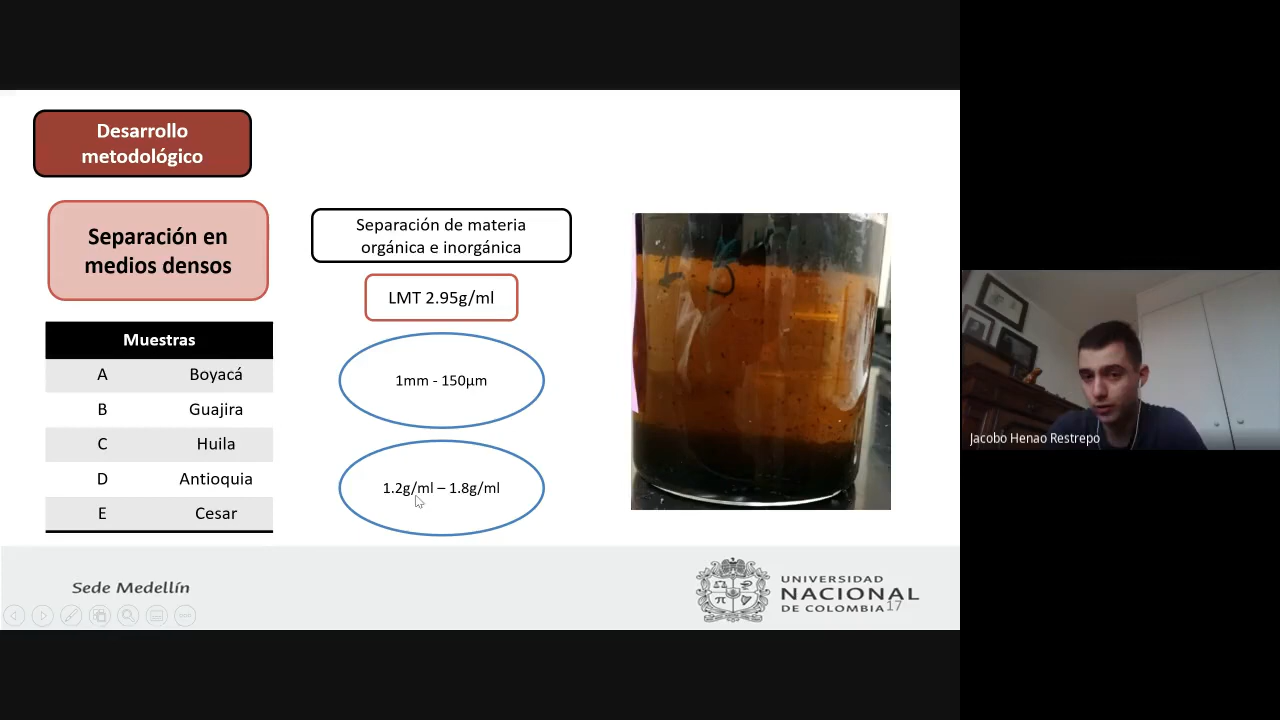 Desarrollo
metodológico
Separación en
medios densos
Muestras
A Boyacá
B Guajira
C Huila
D Antioquia
E Cesar
Separación de materia
orgánica e inorgánica
LMT 2.95g/ml
1mm - 150µm
1.2g/ml – 1.8g/ml
Jacobo Henao Restrepo
Sede Medellín
UNIVERSIDAD
NACIONAL
DE COLOMBIA
17